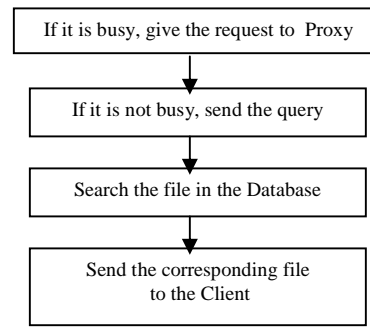 If it is busy, give the request to Proxy
If it is not busy, send the query
Search the file in the Database
Send the corresponding file
to the Client